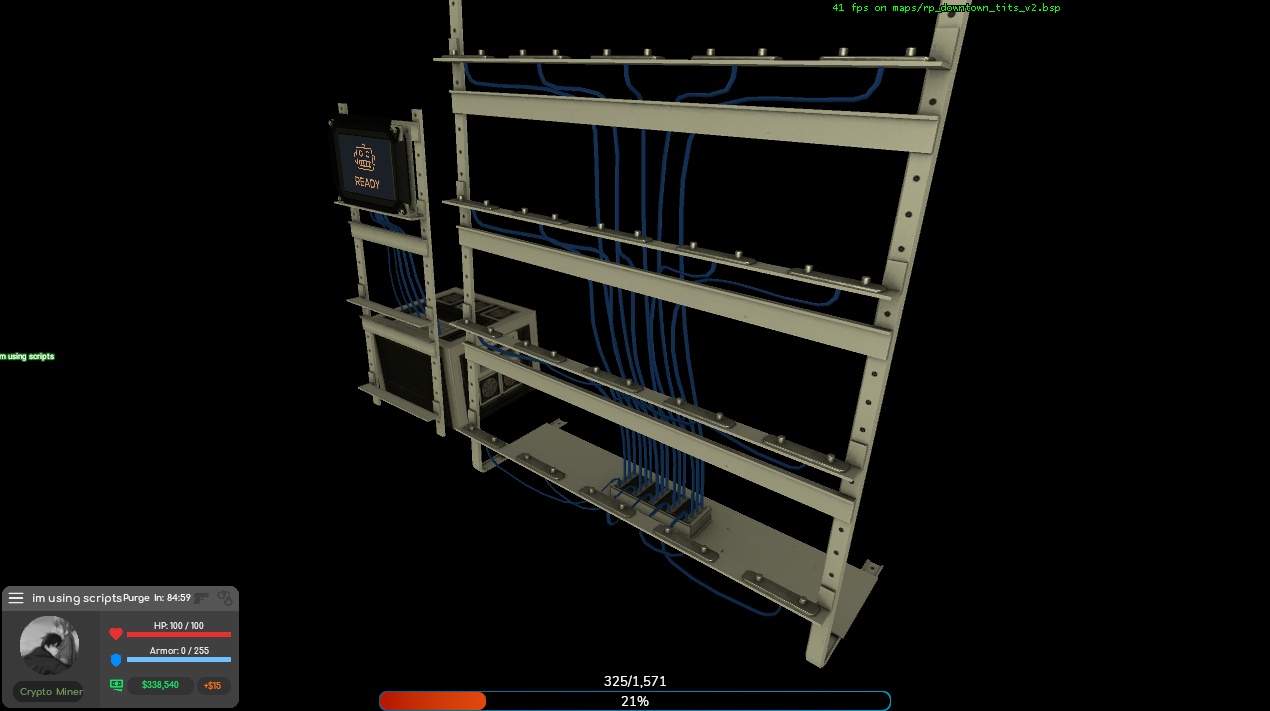 41 fps on maps/rp_downtown_tits_v2.bsp
READY
m using scripts
im using scripts Purge In: 84:59
HP: 100 / 100
Armor: 0 / 255
$338,540 +$15
Crypto Miner
325/1,571
21%